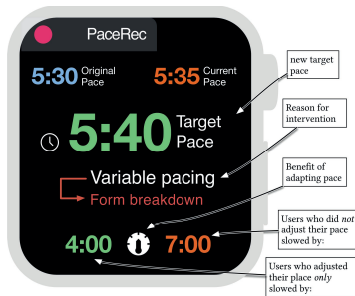 PaceRec
5:30 Original Pace
5:35 Current Pace
5:40 Target Pace
Variable pacing
Form breakdown
4:00
7:00
new target
pace
Reason for
intervention
Benefit of
adapting pace
Users who did not
adjust their pace
slowed by:
Users who adjusted
their place only
slowed by: